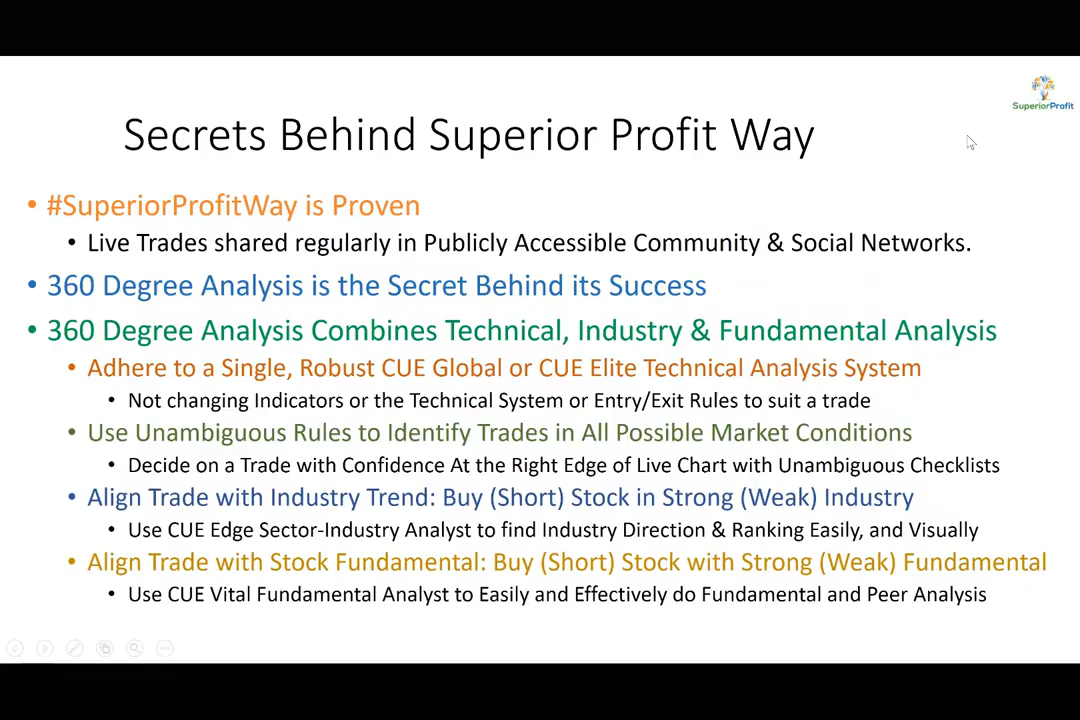 SuperiorProfit
Secrets Behind Superior Profit Way
• #SuperiorProfitWay is Proven
• Live Trades shared regularly in Publicly Accessible Community & Social Networks.
• 360 Degree Analysis is the Secret Behind its Success
• 360 Degree Analysis Combines Technical, Industry & Fundamental Analysis
• Adhere to a Single, Robust CUE Global or CUE Elite Technical Analysis System
• Not changing Indicators or the Technical System or Entry/Exit Rules to suit a trade
• Use Unambiguous Rules to Identify Trades in All Possible Market Conditions
• Decide on a Trade with Confidence At the Right Edge of Live Chart with Unambiguous Checklists
• Align Trade with Industry Trend: Buy (Short) Stock in Strong (Weak) Industry
• Use CUE Edge Sector-Industry Analyst to find Industry Direction & Ranking Easily, and Visually
• Align Trade with Stock Fundamental: Buy (Short) Stock with Strong (Weak) Fundamental
• Use CUE Vital Fundamental Analyst to Easily and Effectively do Fundamental and Peer Analysis